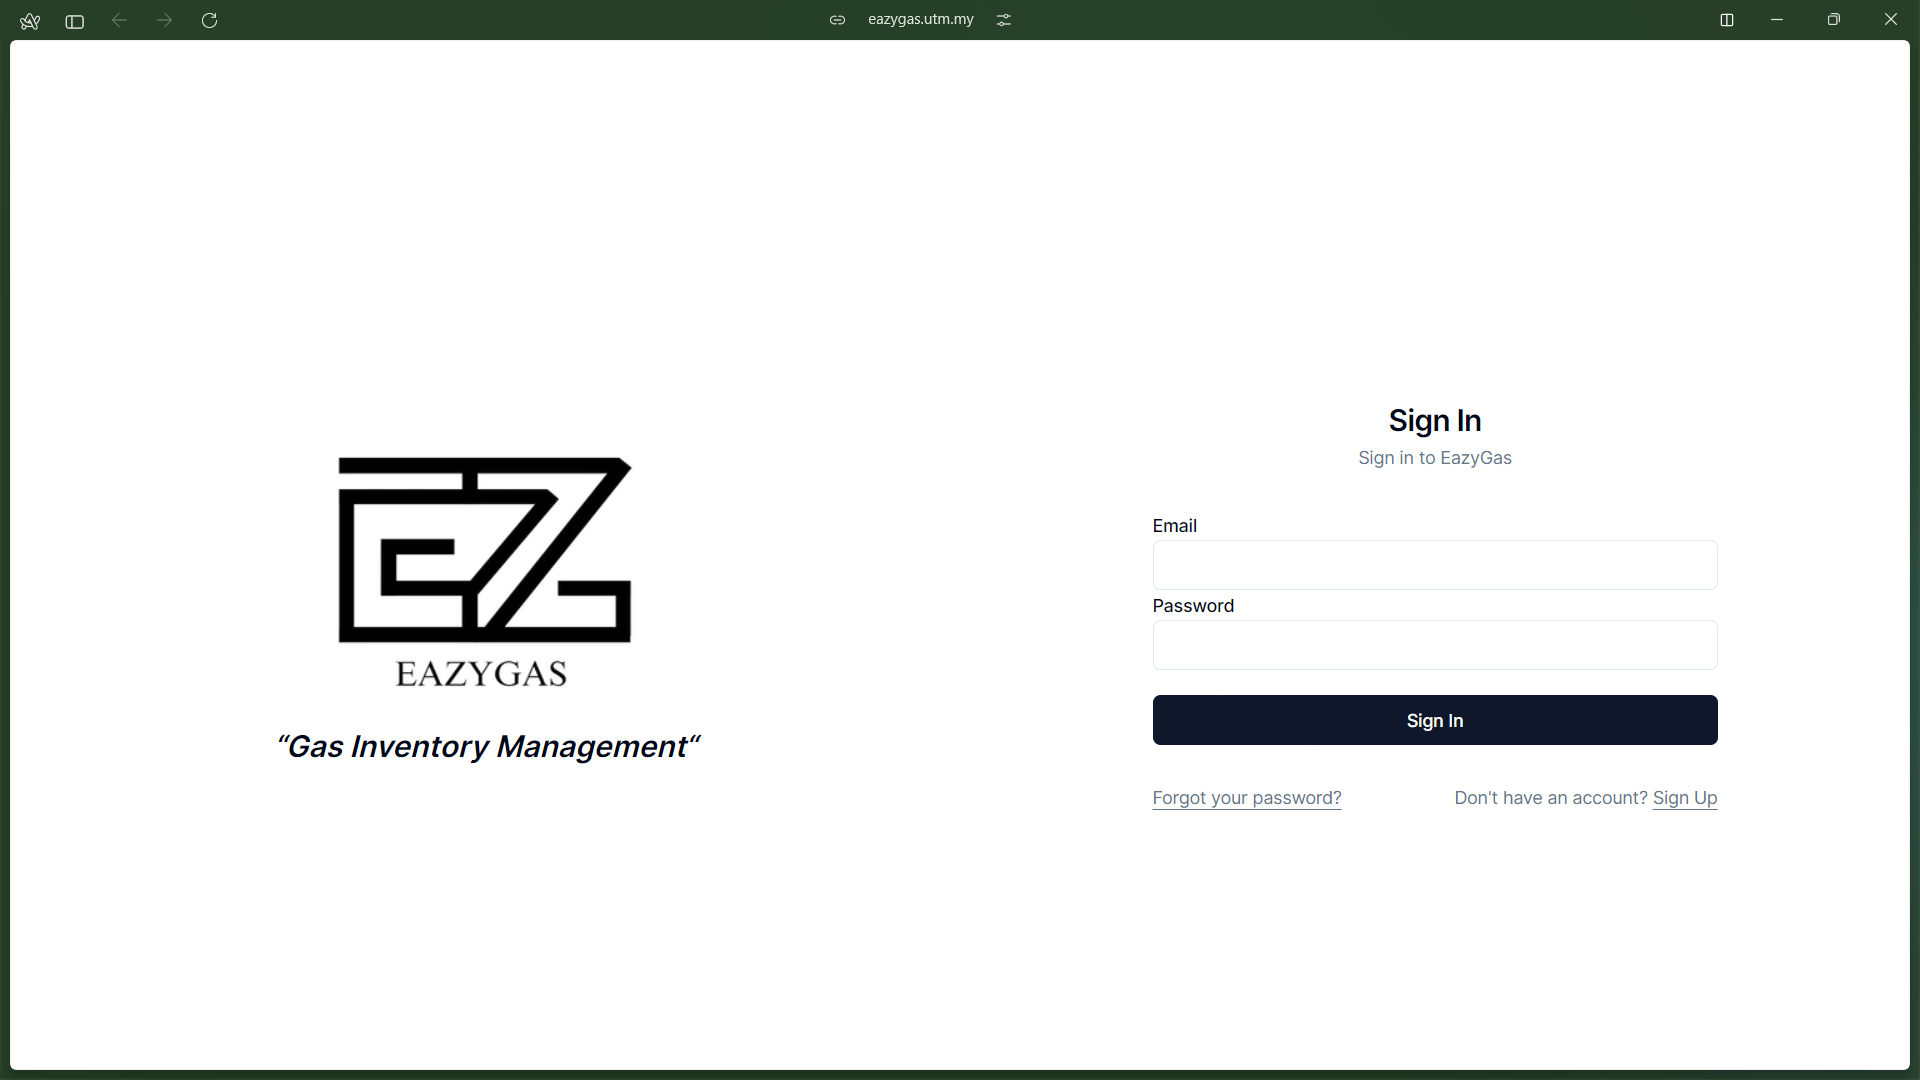 eazygas.utm.my
EZ
EAZYGAS
“Gas Inventory Management“
Sign In
Sign in to EazyGas
Email
Password
Sign In
Forgot your password?
Don't have an account? Sign Up